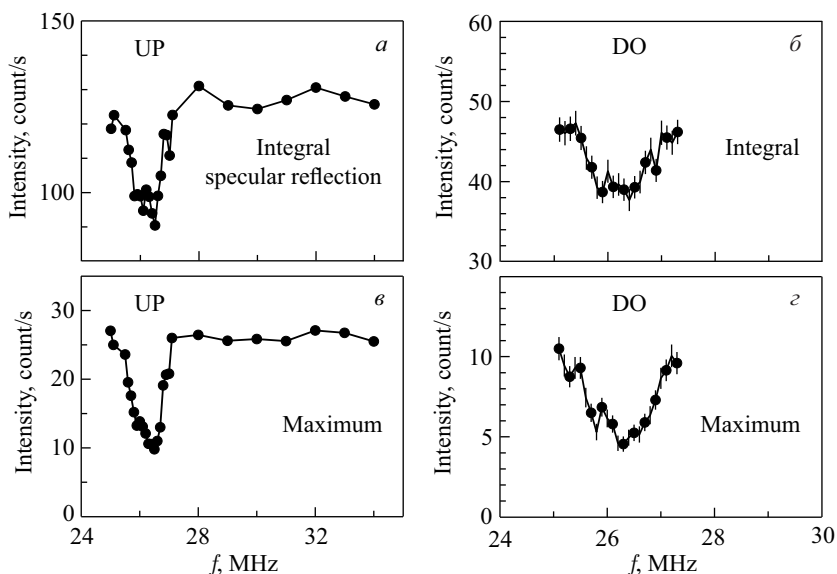 150
100
Intensity, count/s
UP
а
Integral
specular reflection
60
50
40
30
Intensity, count/s
DO
б
Integral
30
20
10
0
Intensity, count/s
UP
в
Maximum
24
28
32
f, MHz
10
5
0
Intensity, count/s
DO
г
Maximum
24
26
28
30
f, MHz